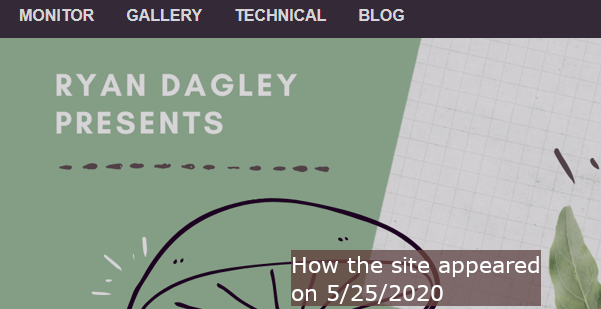 MONITOR GALLERY TECHNICAL BLOG
RYAN DAGLEY
PRESENTS
How the site appeared
on 5/25/2020